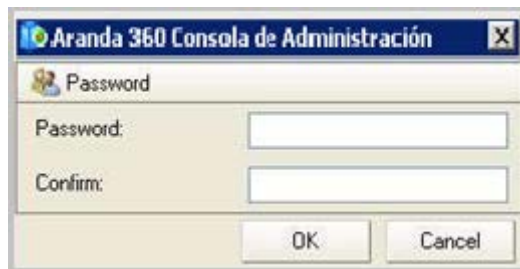 Aranda 360 Consola de Administración
Password
Password:
Confirm:
OK Cancel